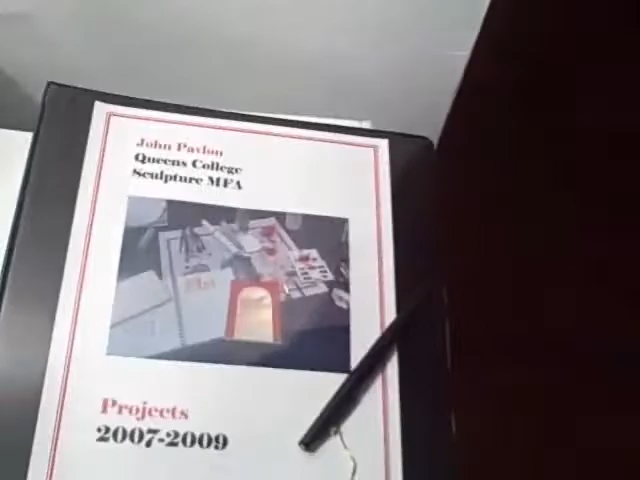 John Pavlou
Queens College
Sculpture MFA
Projects
2007-2009